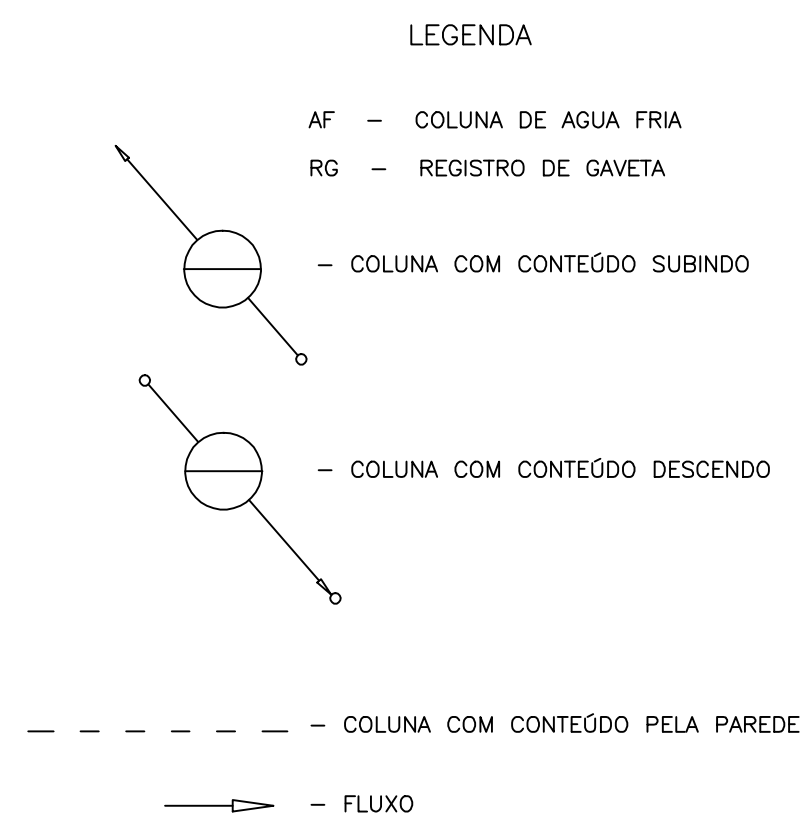 LEGENDA
AF - COLUNA DE AGUA FRIA
RG - REGISTRO DE GAVETA
- COLUNA COM CONTEÚDO SUBINDO
- COLUNA COM CONTEÚDO DESCENDO
- COLUNA COM CONTEÚDO PELA PAREDE
- FLUXO